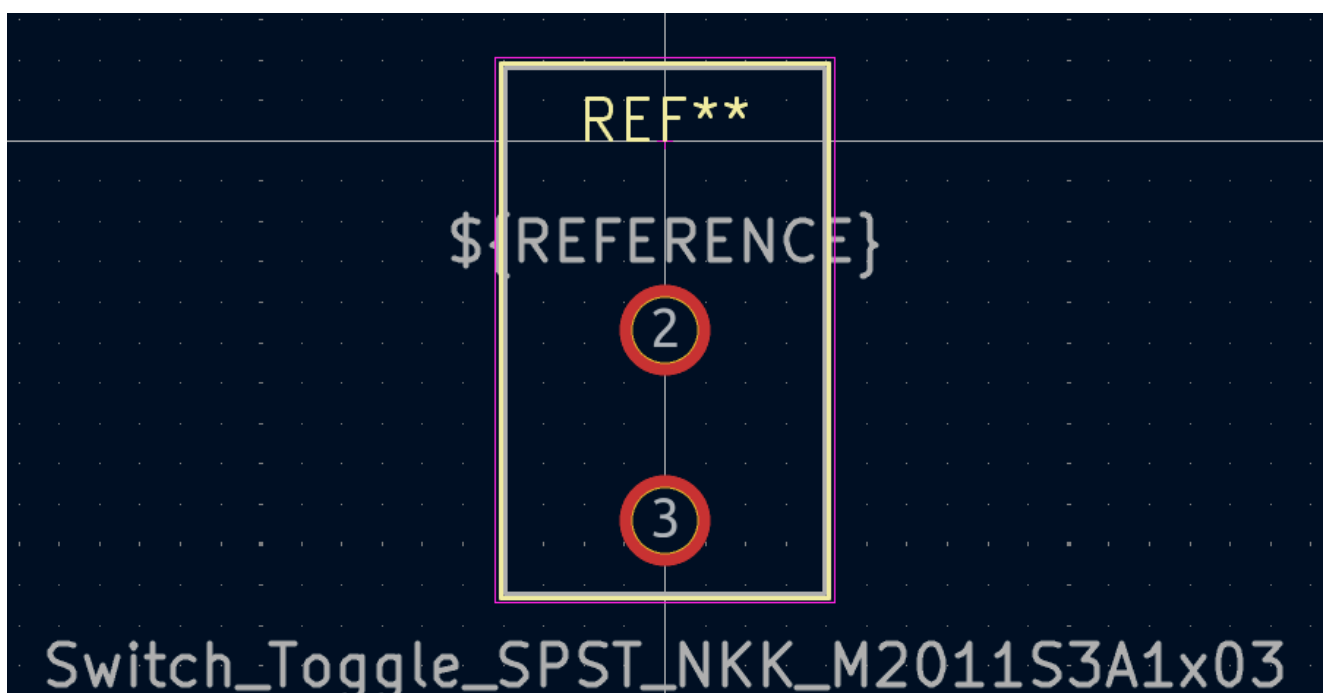 REF**
${REFERENCE}
2
3
Switch_Toggle_SPST_NKK_M2011S3A1x03